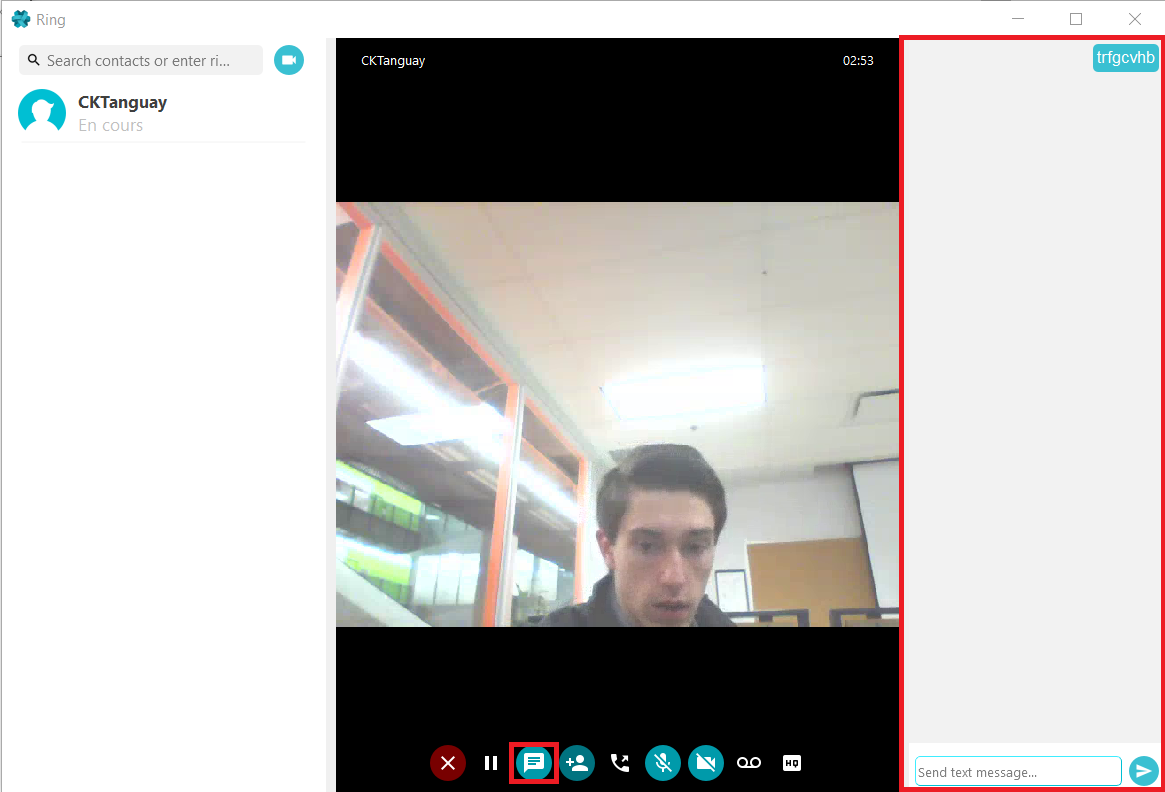 Ring
Search contacts or enter ri...
CKTanguay
En cours
CKTanguay
02:53
trfgcvhb
HQ
Send text message...